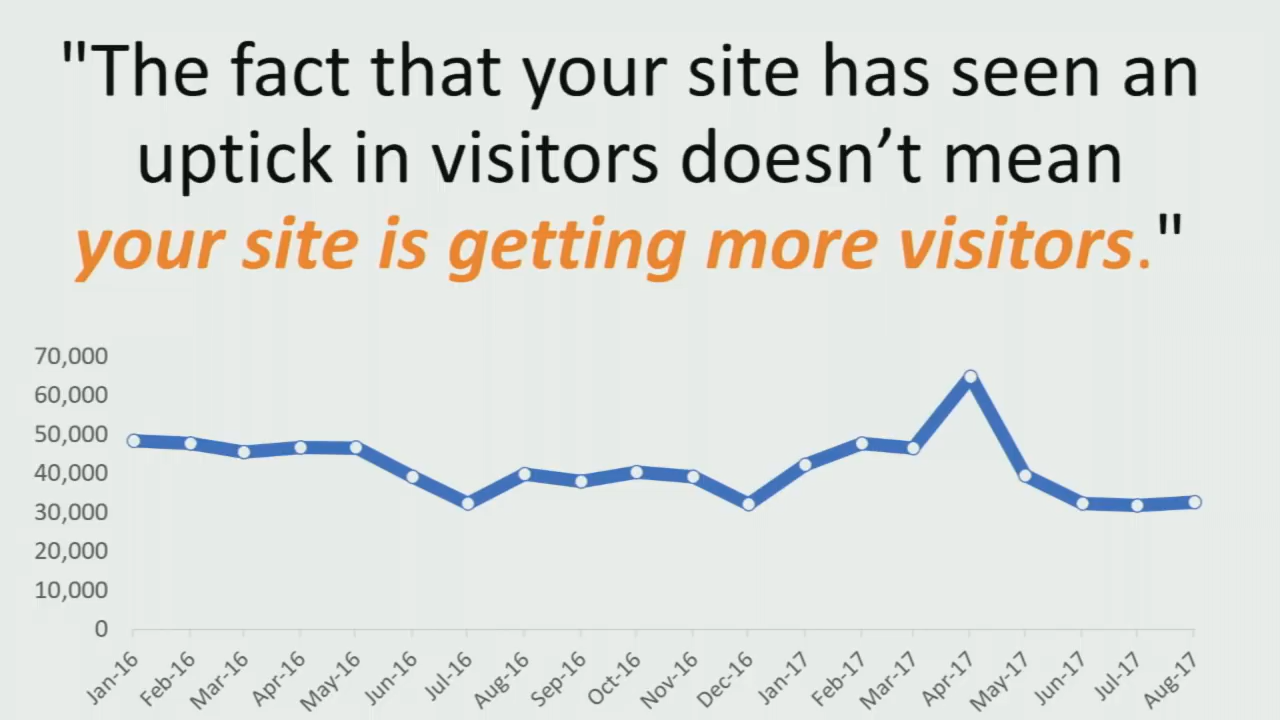 "The fact that your site has seen an
uptick in visitors doesn’t mean
your site is getting more visitors."
70,000
60,000
50,000
40,000
30,000
20,000
10,000
0
Jan-16
Feb-16
Mar-16
Apr-16
May-16
Jun-16
Jul-16
Aug-16
Sep-16
Oct-16
Nov-16
Dec-16
Jan-17
Feb-17
Mar-17
Apr-17
May-17
Jun-17
Jul-17
Aug-17